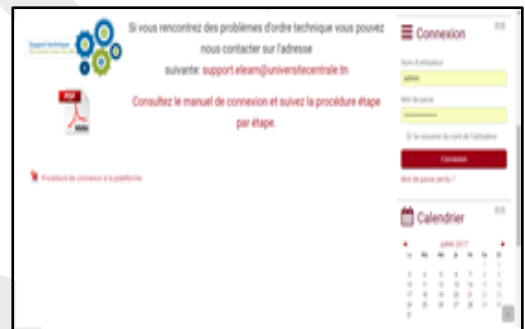 Support technique
Si vous rencontrez des problèmes d'ordre technique vous pouvez
nous contacter sur l'adresse
suivante: support.elearn@universitecentrale.tn
PDF
Adobe
Consultez le manuel de connexion et suivez la procédure étape
par étape.
Procédure de connexion à la plateforme
Connexion
Nom d'utilisateur
admin
Mot de passe
Se souvenir du nom de l'utilisateur
Connexion
Mot de passe perdu ?
Calendrier
juillet 2017